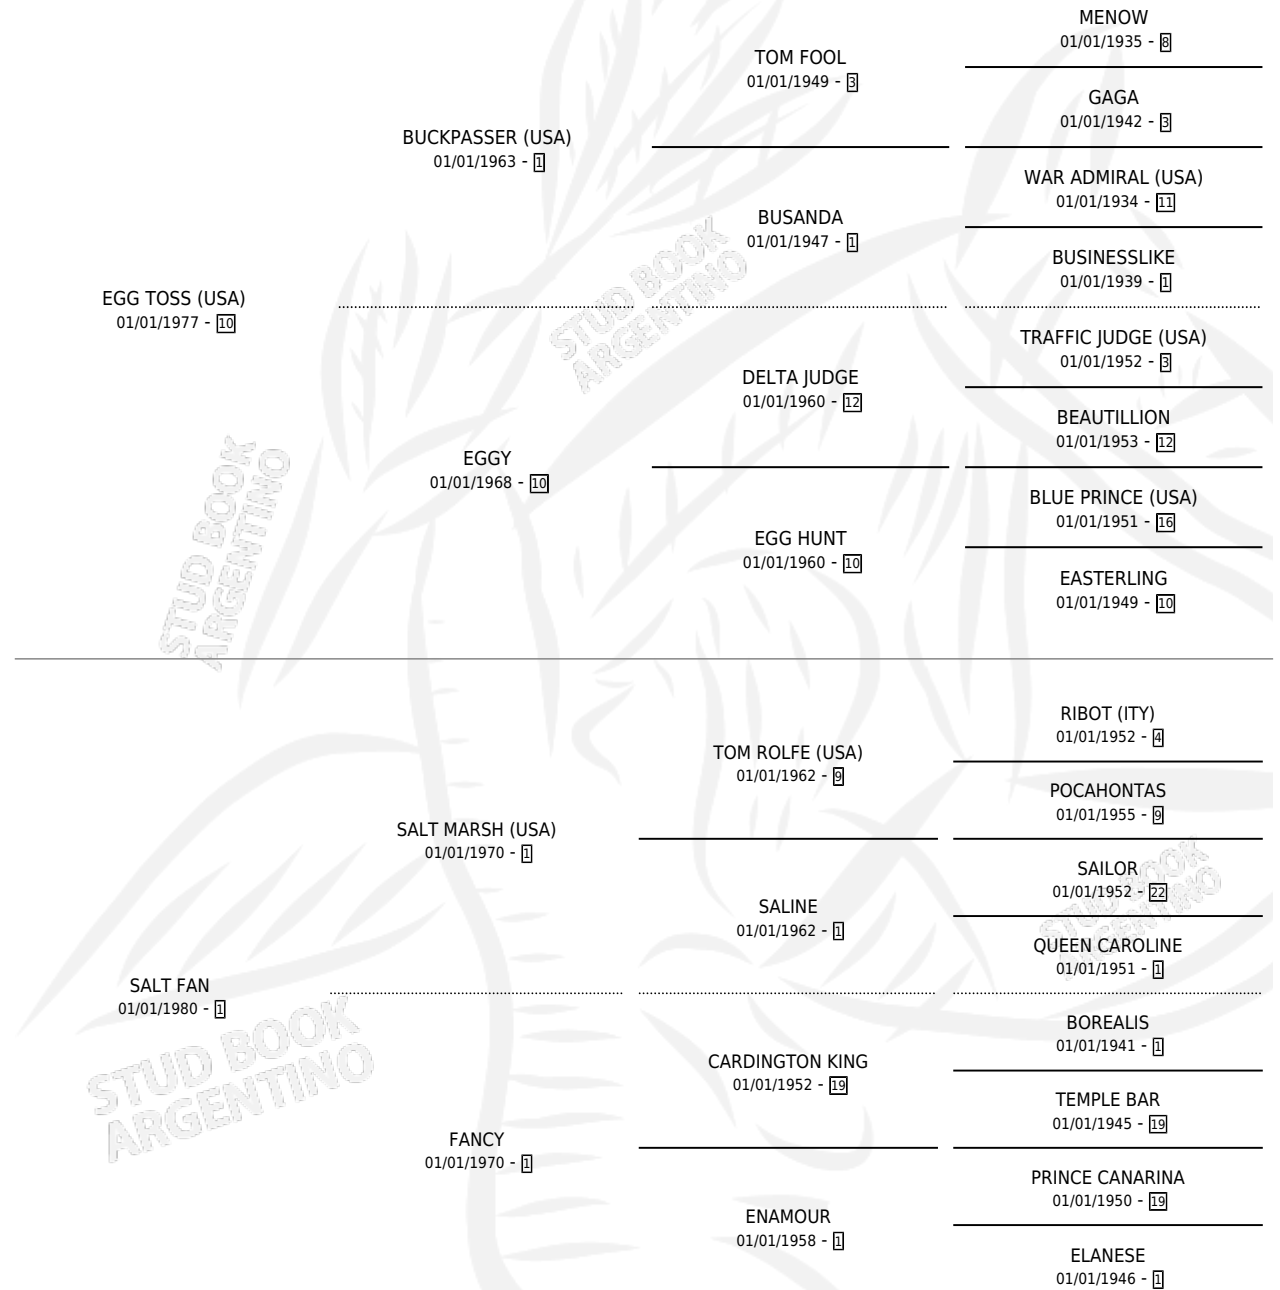 EGG TOSS (USA)
01/01/1977 - 10
BUCKPASSER (USA)
01/01/1963 - 1
TOM FOOL
01/01/1949 - 3
MENOW
01/01/1935 - 8
GAGA
01/01/1942 - 3
BUSANDA
01/01/1947 - 1
WAR ADMIRAL (USA)
01/01/1934 - 11
BUSINESSLIKE
01/01/1939 - 1
EGGY
01/01/1968 - 10
DELTA JUDGE
01/01/1960 - 12
TRAFFIC JUDGE (USA)
01/01/1952 - 3
BEAUTILLION
01/01/1953 - 12
EGG HUNT
01/01/1960 - 10
BLUE PRINCE (USA)
01/01/1951 - 16
EASTERLING
01/01/1949 - 10
SALT FAN
01/01/1980 - 1
SALT MARSH (USA)
01/01/1970 - 1
TOM ROLFE (USA)
01/01/1962 - 9
RIBOT (ITY)
01/01/1952 - 4
POCAHONTAS
01/01/1955 - 9
SALINE
01/01/1962 - 1
SAILOR
01/01/1952 - 22
QUEEN CAROLINE
01/01/1951 - 1
FANCY
01/01/1970 - 1
CARDINGTON KING
01/01/1952 - 19
BOREALIS
01/01/1941 - 1
TEMPLE BAR
01/01/1945 - 19
ENAMOUR
01/01/1958 - 1
PRINCE CANARINA
01/01/1950 - 19
ELANESE
01/01/1946 - 1
STUD BOOK
ARGENTINO
STUD BOOK
ARGENTINO
STUD BOOK
ARGENTINO
STUD BOOK
ARGENTINO